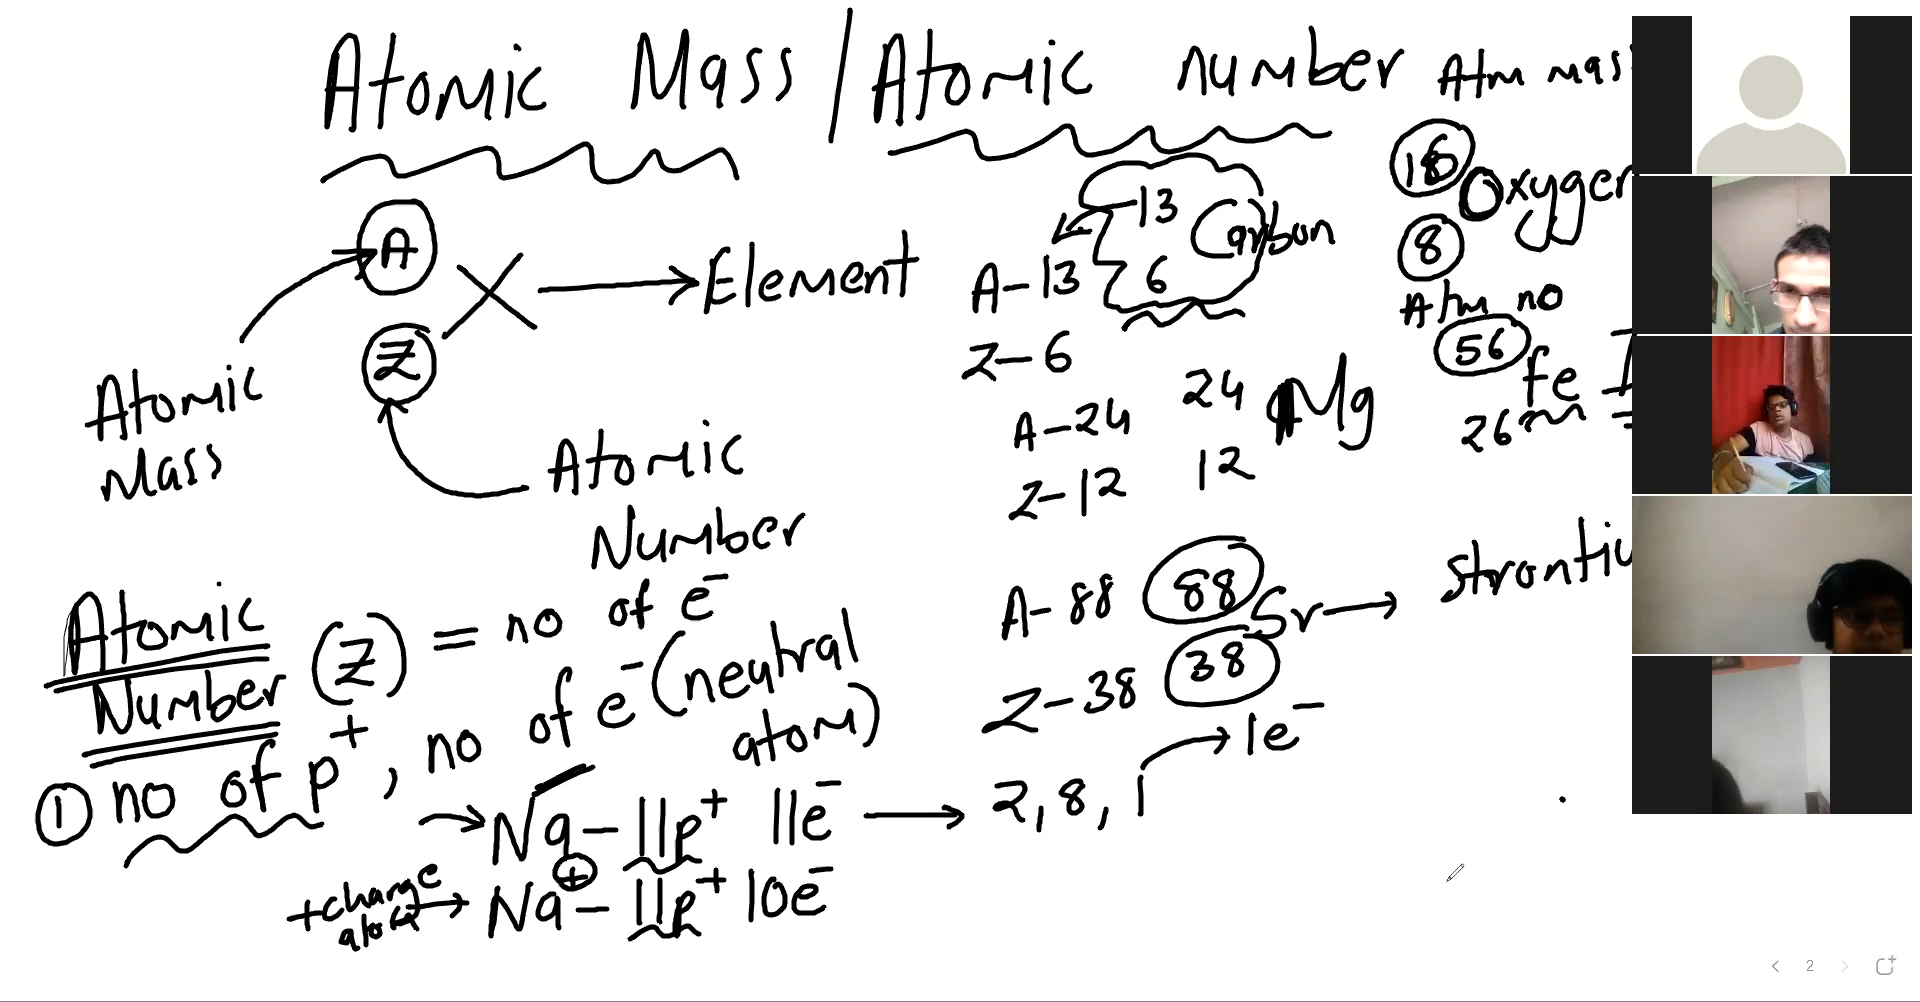 Atomic Mass / Atomic number
Atm mas
A X → Element
Z
Atomic
Mass
Atomic
Number
13 Carbon
6
A-13
Z-6
16 Oxygen
8
Atm no
24 Mg
12
A-24
Z-12
56 Fe
26
A-88 88 Sr → strontiu
Z-38 38
Atomic
Number (Z) = no of e⁻
① no of p⁺, no of e⁻ (neutral
atom)
→ Na - 11p⁺ 11e⁻ → 2, 8, 1 → 1e⁻
+charge
atom → Na⁺ - 11p⁺ 10e⁻
2